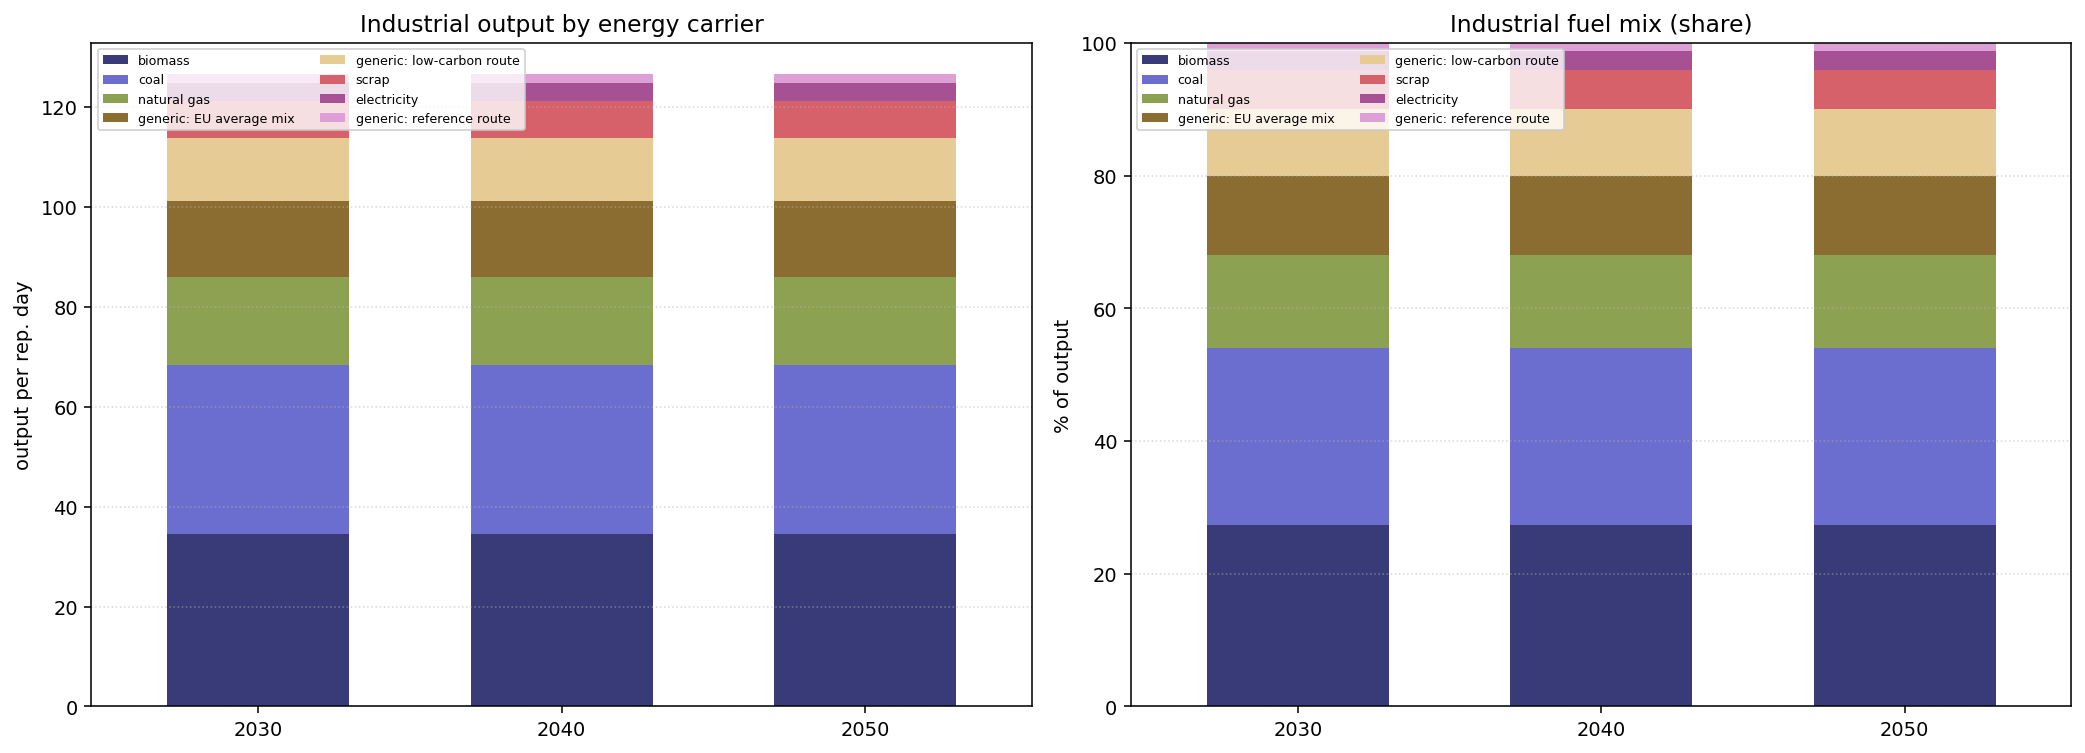 Industrial output by energy carrier
biomass
coal
natural gas
generic: EU average mix
generic: low-carbon route
scrap
electricity
generic: reference route
output per rep. day
120
100
80
60
40
20
0
2030 2040 2050
Industrial fuel mix (share)
biomass
coal
natural gas
generic: EU average mix
generic: low-carbon route
scrap
electricity
generic: reference route
% of output
100
80
60
40
20
0
2030 2040 2050